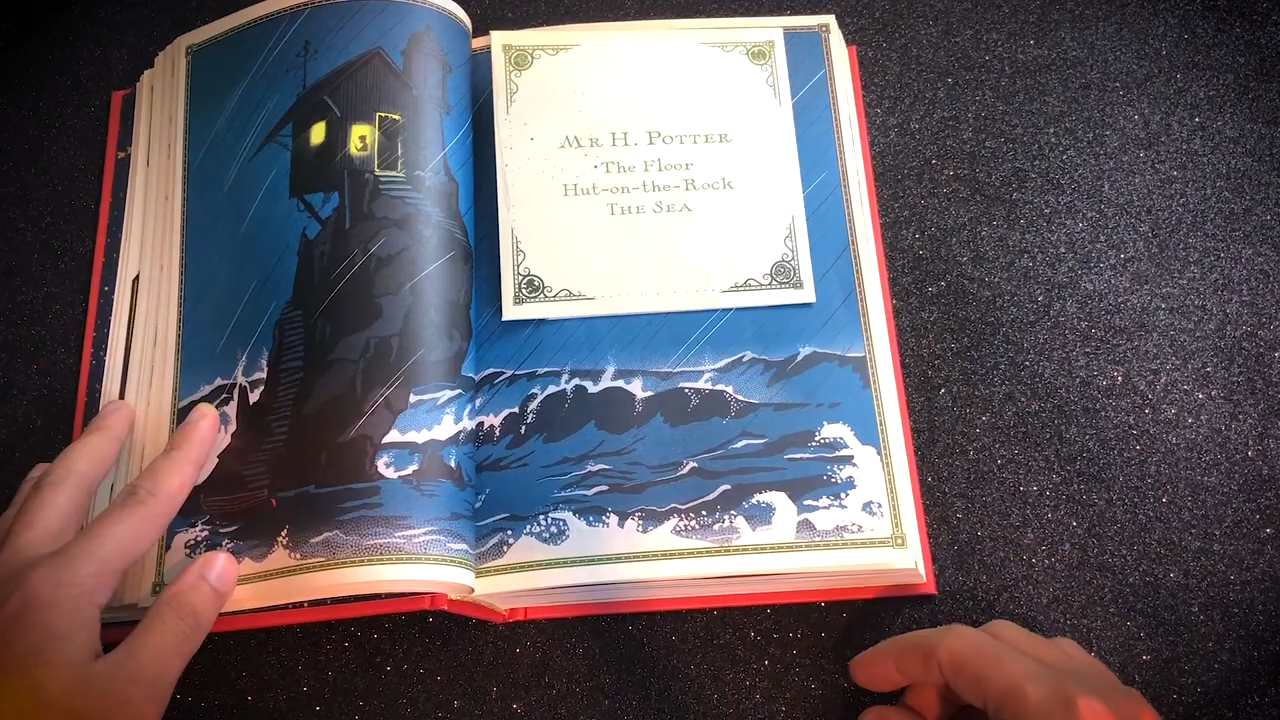 Mr H. Potter
The Floor
Hut-on-the-Rock
The Sea